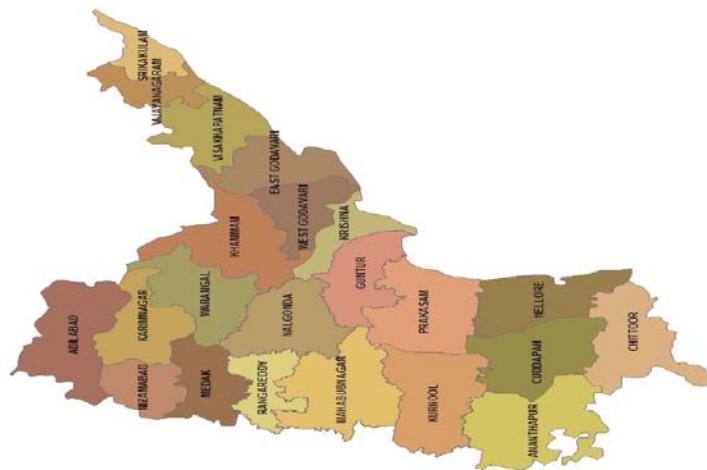 SRIKAKULAM
VIJAYANAGARAM
VISAKHAPATNAM
EAST GODAVARI
WEST GODAVARI
KRISHNA
KHAMMAM
GUNTUR
WARANGAL
NALGONDA
PRAKASAM
NELLORE
CHITTOOR
ADILABAD
KARIMNAGAR
NIZAMABAD
MEDAK
RANGAREDDY
MAHABUBNAGAR
KURNOOL
CUDDAPAH
ANANTHAPUR